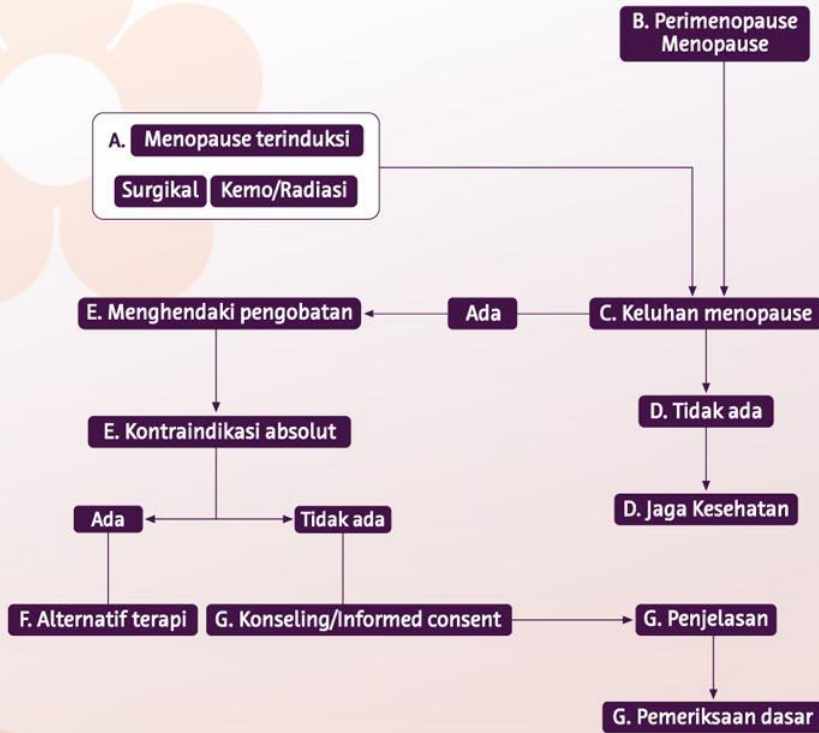 B. Perimenopause
Menopause
A. Menopause terinduksi
Surgikal Kemo/Radiasi
E. Menghendaki pengobatan
Ada
C. Keluhan menopause
D. Tidak ada
E. Kontraindikasi absolut
D. Jaga Kesehatan
Ada
Tidak ada
F. Alternatif terapi
G. Konseling/Informed consent
G. Penjelasan
G. Pemeriksaan dasar